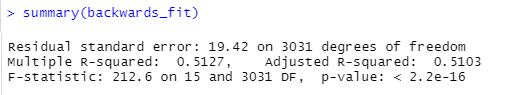 > summary(backwards_fit)
Residual standard error: 19.42 on 3031 degrees of freedom
Multiple R-squared:  0.5127,    Adjusted R-squared:  0.5103
F-statistic: 212.6 on 15 and 3031 DF,  p-value: < 2.2e-16